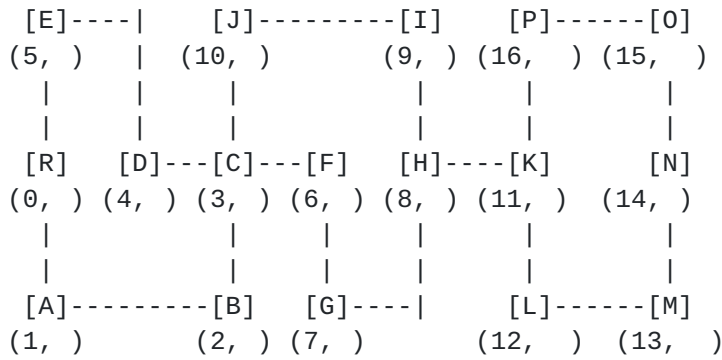 [E]----| [J]---------[I] [P]------[O]
(5, ) | (10, ) (9, ) (16, ) (15, )
| | | | | |
| | | | | |
[R] [D]---[C]---[F] [H]----[K] [N]
(0, ) (4, ) (3, ) (6, ) (8, ) (11, ) (14, )
| | | | | |
| | | | | |
[A]---------[B] [G]----| [L]------[M]
(1, ) (2, ) (7, ) (12, ) (13, )